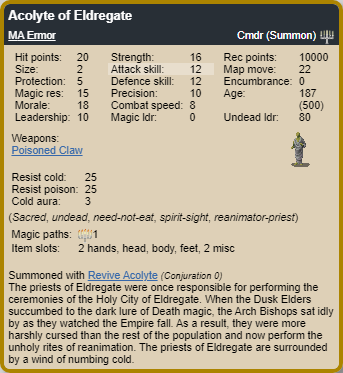 Acolyte of Eldregate
MA Ermor Cmdr (Summon)
Hit points: 20 Strength: 16 Rec points: 10000
Size: 2 Attack skill: 12 Map move: 22
Protection: 5 Defence skill: 12 Encumbrance: 0
Magic res: 15 Precision: 10 Age: 187
Morale: 18 Combat speed: 8 (500)
Leadership: 10 Magic ldr: 0 Undead ldr: 80
Weapons:
Poisoned Claw
Resist cold: 25
Resist poison: 25
Cold aura: 3
(Sacred, undead, need-not-eat, spirit-sight, reanimator-priest)
Magic paths: 1
Item slots: 2 hands, head, body, feet, 2 misc
Summoned with Revive Acolyte (Conjuration 0)
The priests of Eldregate were once responsible for performing the
ceremonies of the Holy City of Eldregate. When the Dusk Elders
succumbed to the dark lure of Death magic, the Arch Bishops sat idly
by as they watched the Empire fall. As a result, they were more
harshly cursed than the rest of the population and now perform the
unholy rites of reanimation. The priests of Eldregate are surrounded
by a wind of numbing cold.